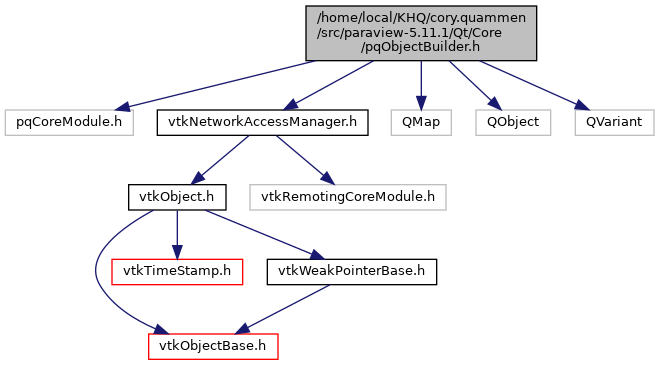 /home/local/KHQ/cory.quammen
/src/paraview-5.11.1/Qt/Core
/pqObjectBuilder.h
pqCoreModule.h
vtkNetworkAccessManager.h
QMap
QObject
QVariant
vtkObject.h
vtkRemotingCoreModule.h
vtkTimeStamp.h
vtkWeakPointerBase.h
vtkObjectBase.h